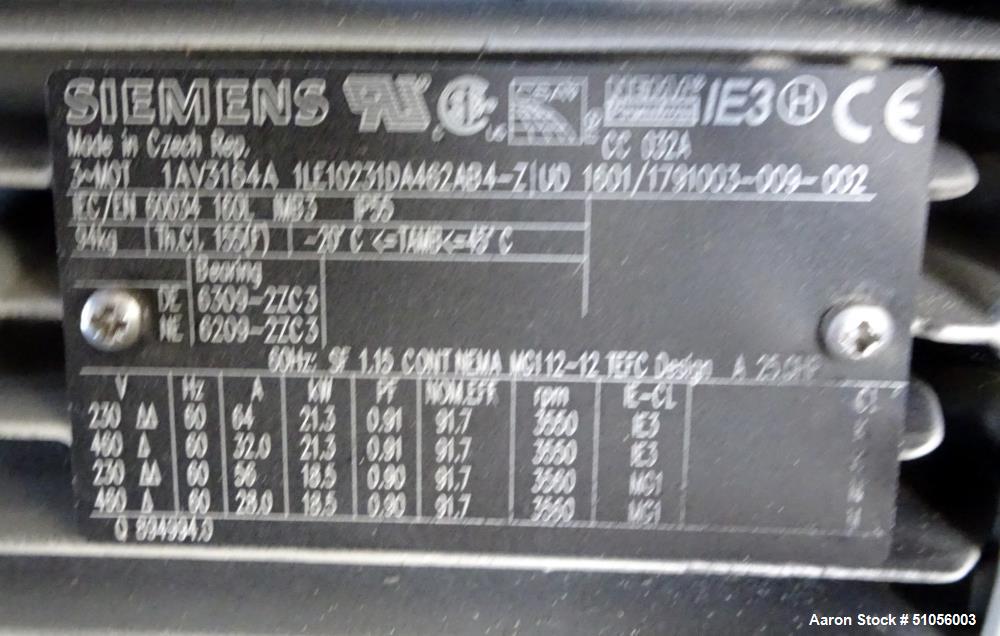 SIEMENS UR IE3 H CE
Made in Czech Rep. CC 032A
3~MOT 1AV3164A 1LE10231DA462AB4-Z UD 1601/1791003-009-002
IEC/EN 60034 160L IMB3 IP55
94kg Th.Cl. 155(F) -20°C <=TAMB<= °C
Bearing
DE 6309-2ZC3
NE 6209-2ZC3
60Hz: SF 1.15 CONT NEMA MG112-12 TEFC Design A 25.0HP
V Hz A kW PF NOM.EFF rpm IE-CL
230 ΔΔ 60 64 21.3 0.91 91.7 3550 IE3
460 Δ 60 32.0 21.3 0.91 91.7 3550 IE3
230 ΔΔ 60 56 18.5 0.90 91.7 3560 MG1
460 Δ 60 28.0 18.5 0.90 91.7 3560 MG1
Q 894994.0
Aaron Stock # 51056003